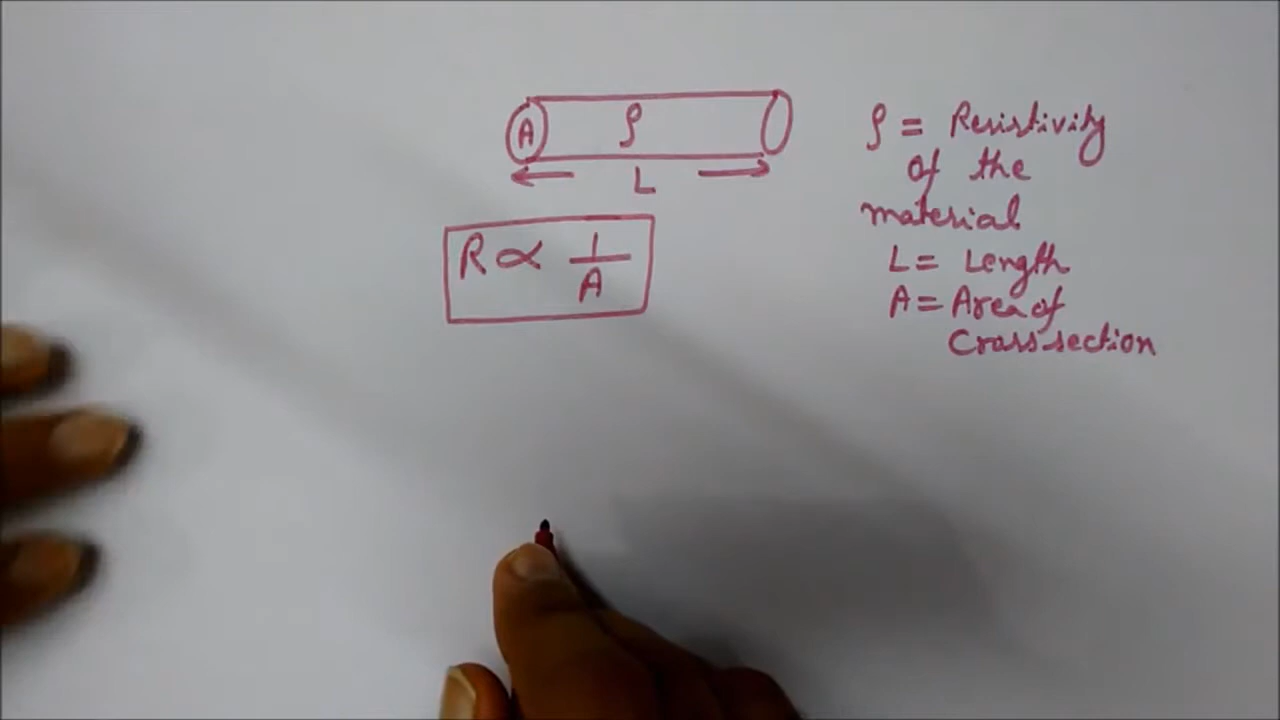 A ρ
L
R ∝ 1/A
ρ = Resistivity
of the
material
L = Length
A = Area of
Cross section